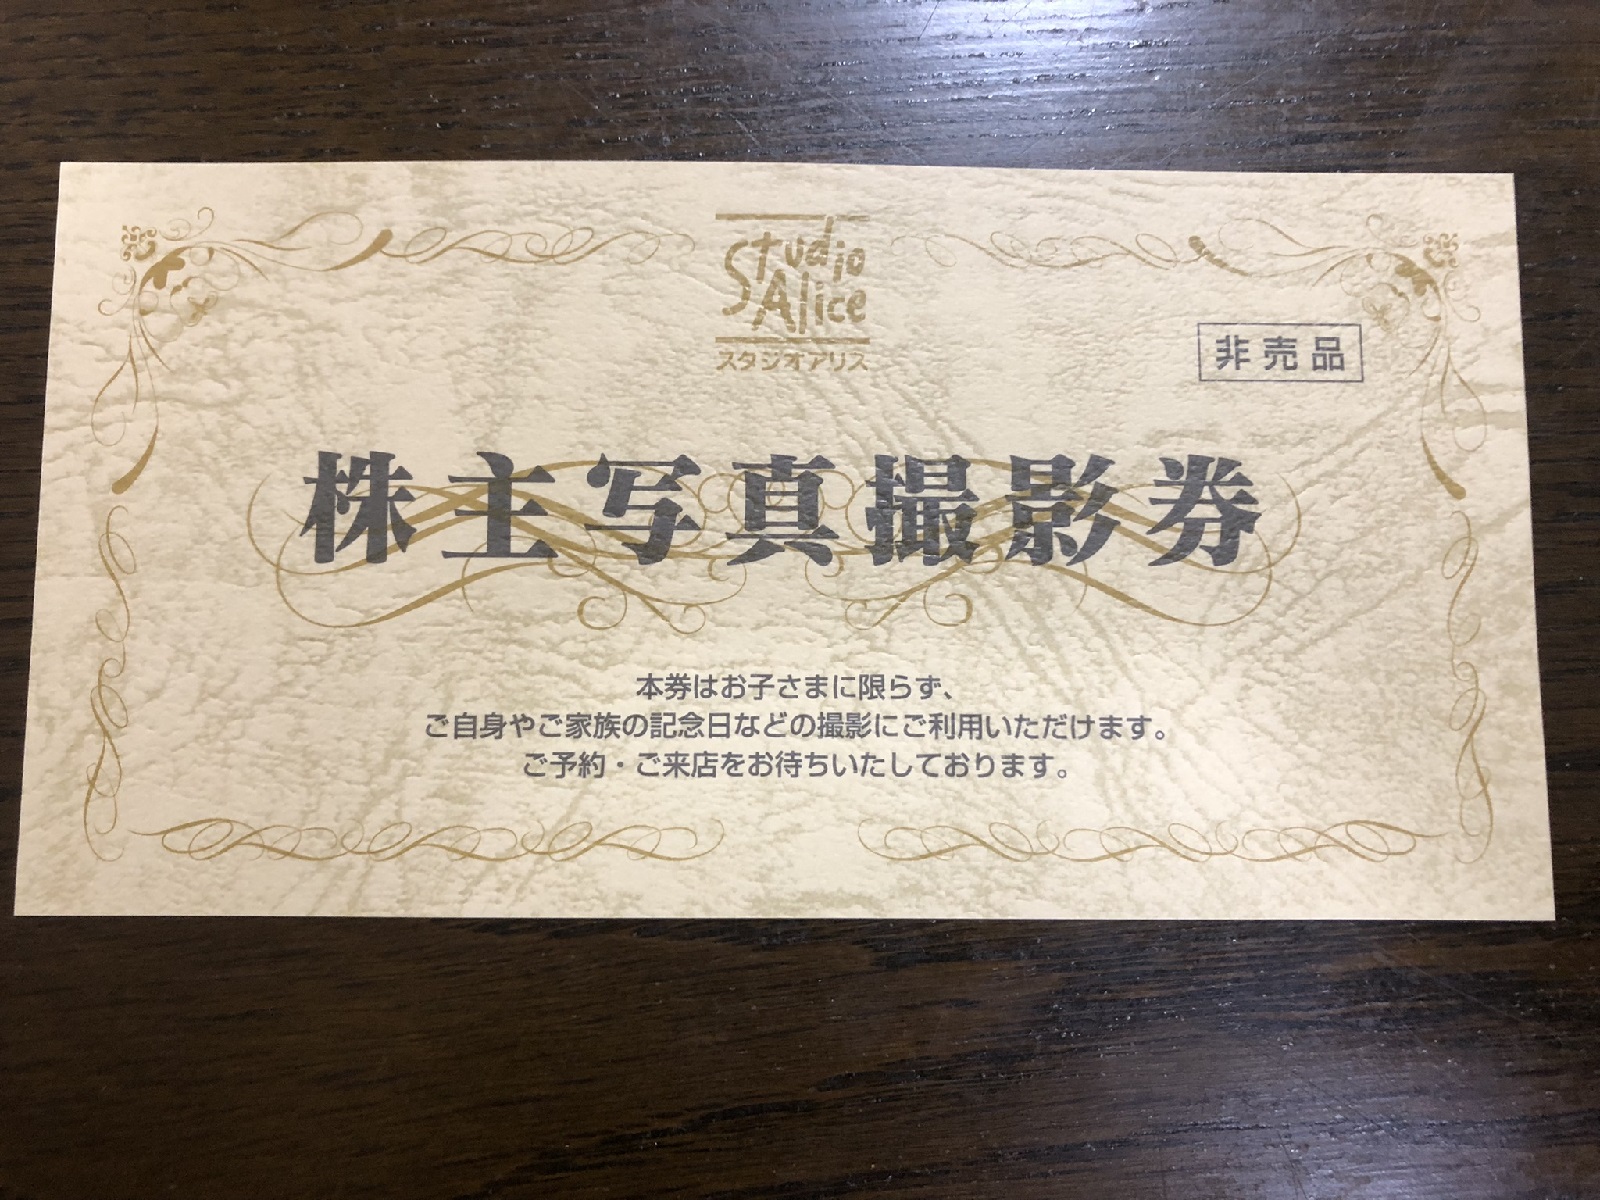 Studio
Alice
スタジオアリス
非売品
株主写真撮影券
本券はお子さまに限らず、
ご自身やご家族の記念日などの撮影にご利用いただけます。
ご予約・ご来店をお待ちいたしております。